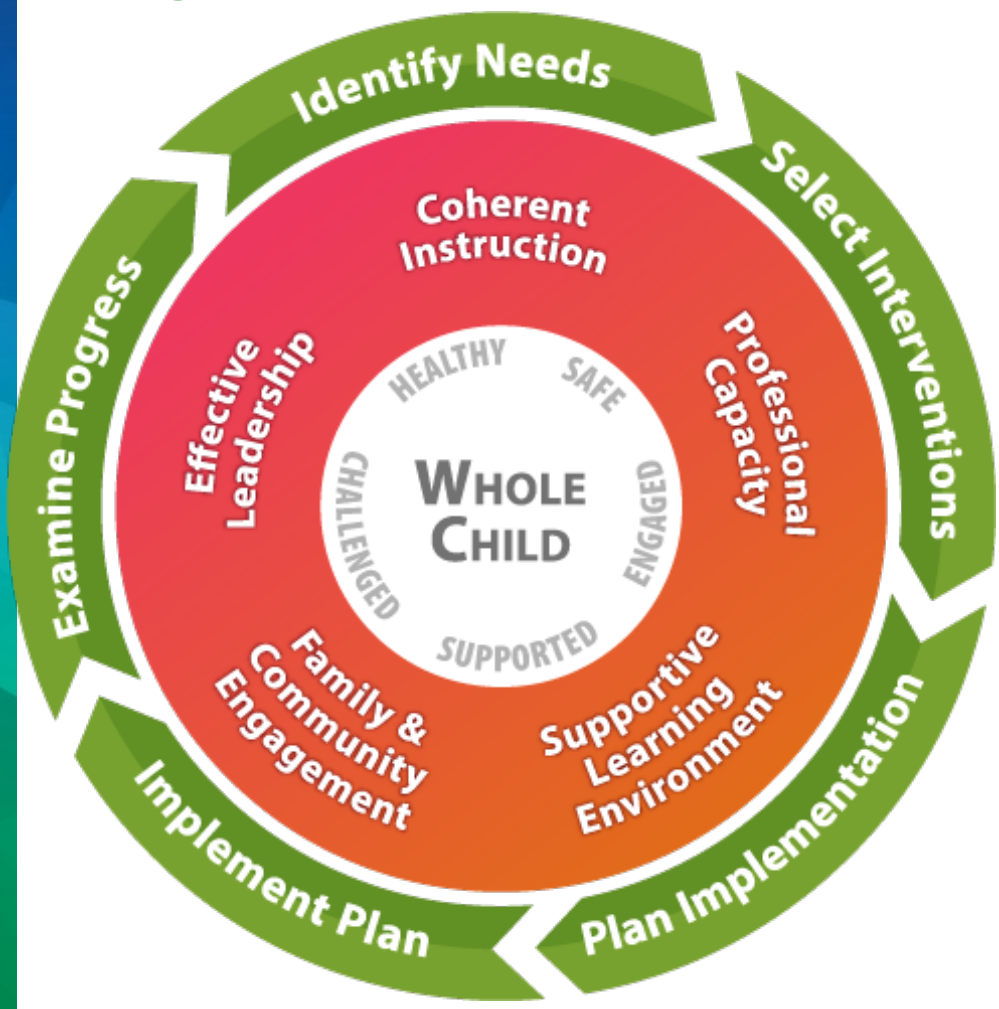 Identify Needs
Select Interventions
Plan Implementation
Implement Plan
Examine Progress
Coherent
Instruction
Professional
Capacity
Supportive
Learning
Environment
Family &
Community
Engagement
Effective
Leadership
HEALTHY
SAFE
ENGAGED
SUPPORTED
CHALLENGED
WHOLE
CHILD